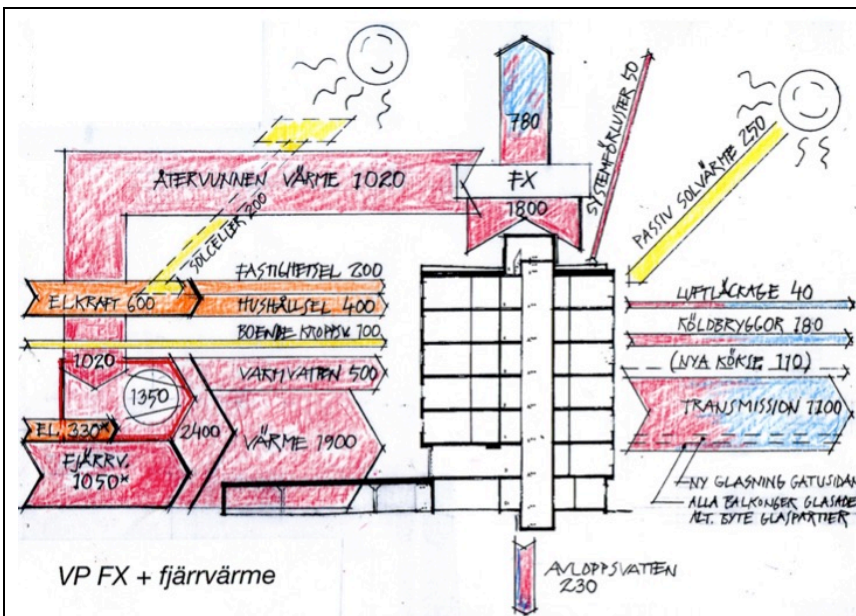 780
ÅTERVUNNEN VÄRME 1020
FX
1800
SYSTEMFÖRLUSTER 50
PASSIV SOLVÄRME 250
SOLCELLER 200
ELKRAFT 600
FASTIGHETSEL 200
HUSHÅLLSEL 400
BOENDE KROPPSV. 100
LUFTLÄCKAGE 40
KÖLDBRYGGOR 180
(NYA KÖKSF. 110)
1020
VARMVATTEN 500
1350
TRANSMISSION 1100
EL. 330*
2400
VÄRME 1900
FJÄRRV.
1050*
NY GLASNING GATUSIDAN
ALLA BALKONGER GLASADE
ALT. BYTE GLASPARTIER
AVLOPPSVATTEN
230
VP FX + fjärrvärme